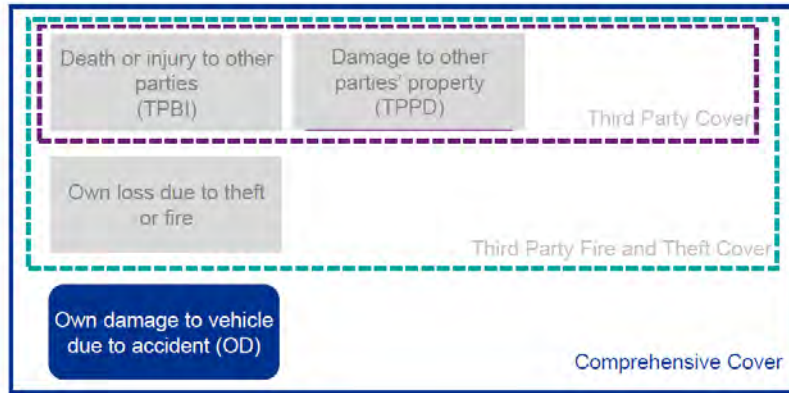 Death or injury to other
parties
(TPBI)
Damage to other
parties' property
(TPPD)
Third Party Cover
Own loss due to theft
or fire
Third Party Fire and Theft Cover
Own damage to vehicle
due to accident (OD)
Comprehensive Cover